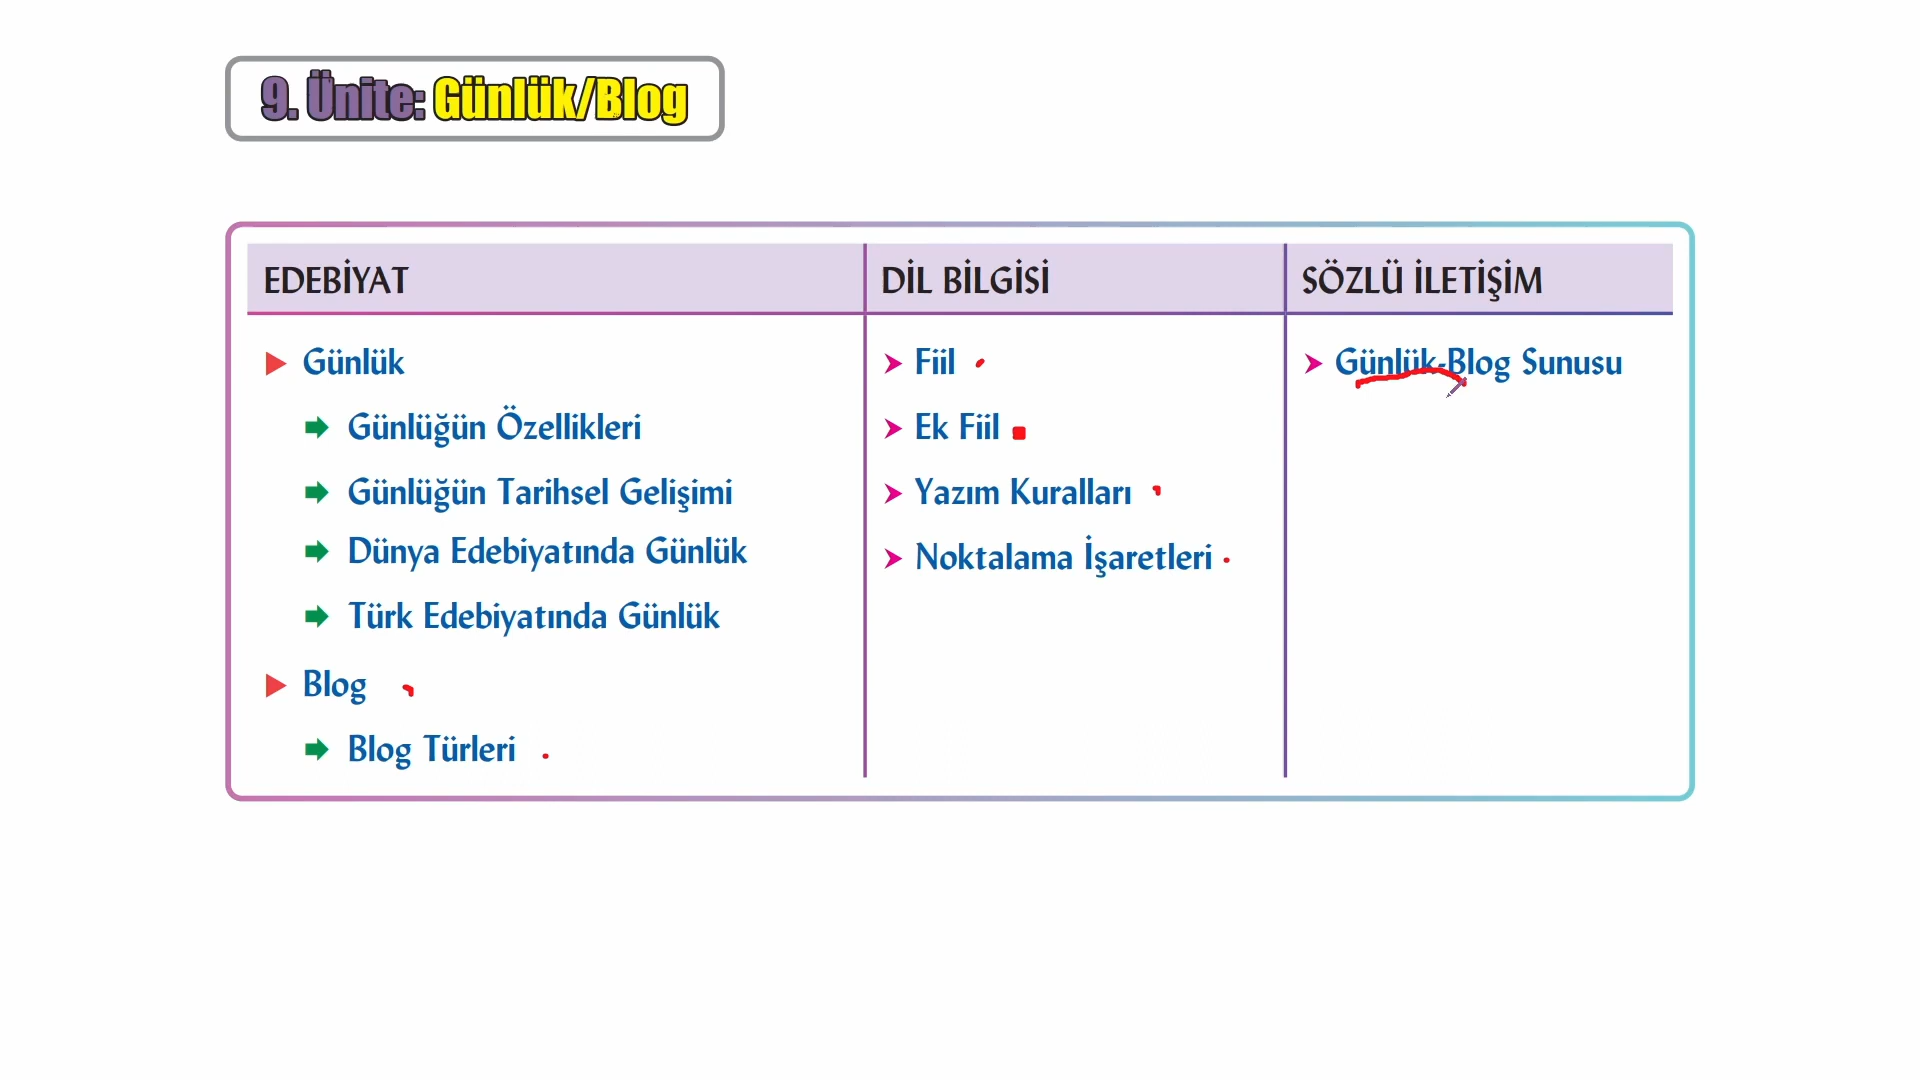 9. Ünite: Günlük/Blog
EDEBİYAT
Günlük
Günlüğün Özellikleri
Günlüğün Tarihsel Gelişimi
Dünya Edebiyatında Günlük
Türk Edebiyatında Günlük
Blog
Blog Türleri
DİL BİLGİSİ
Fiil
Ek Fiil
Yazım Kuralları
Noktalama İşaretleri
SÖZLÜ İLETİŞİM
Günlük-Blog Sunusu